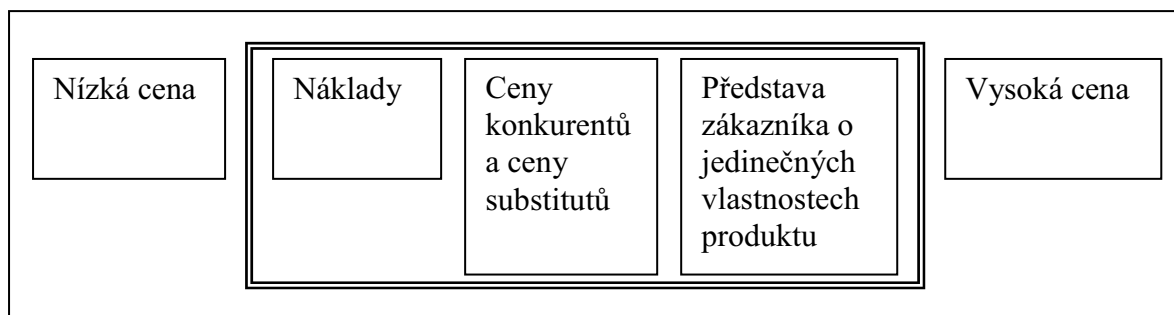 Nízká cena
Náklady
Ceny
konkurentů
a ceny
substitutů
Představa
zákazníka o
jedinečných
vlastnostech
produktu
Vysoká cena